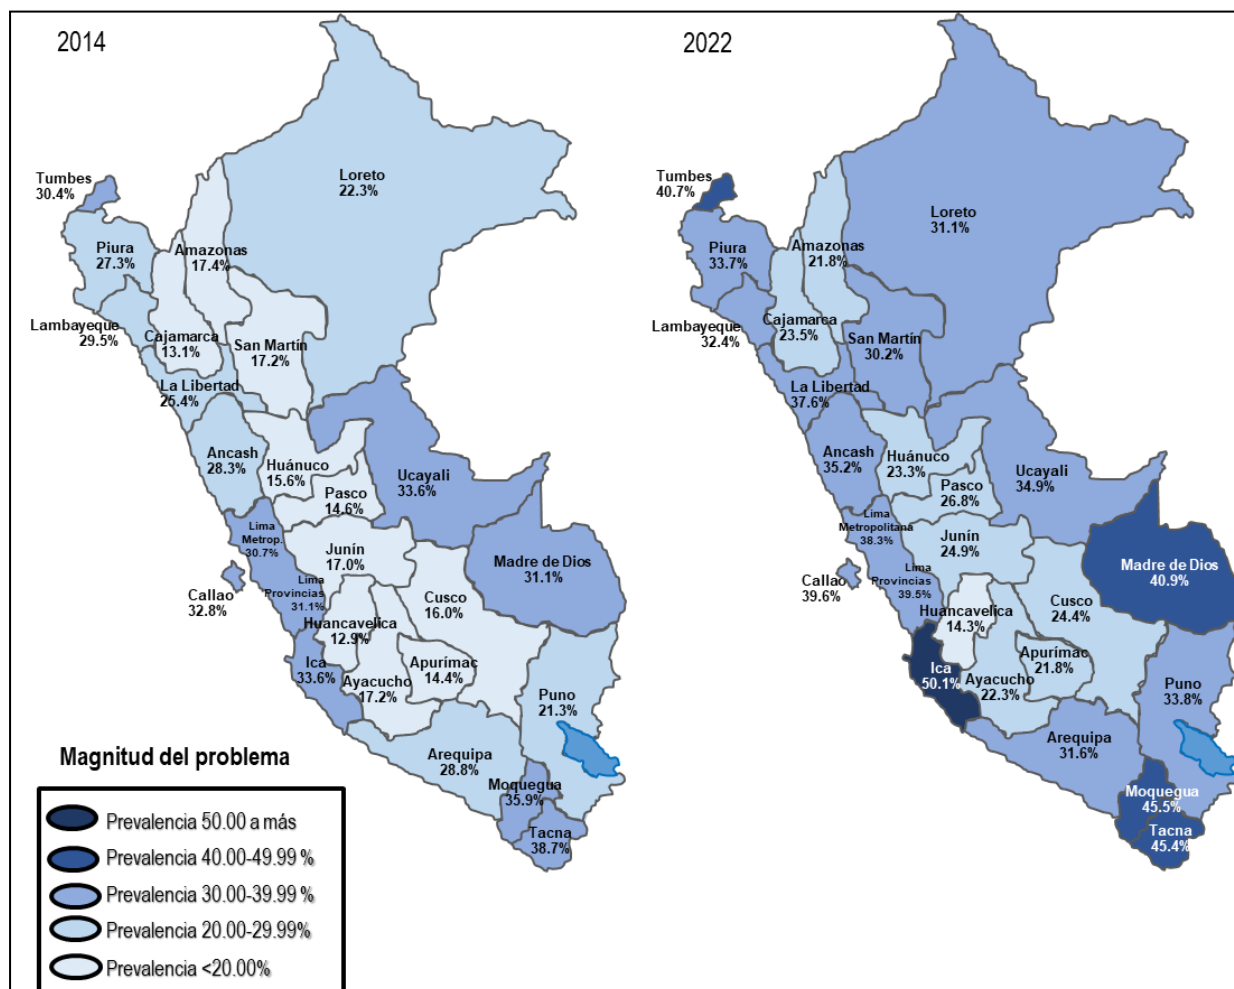 2014
Tumbes
30.4%
Loreto
22.3%
Piura
27.3%
Amazonas
17.4%
Lambayeque
29.5%
Cajamarca
13.1%
San Martín
17.2%
La Libertad
25.4%
Ancash
28.3%
Huánuco
15.6%
Ucayali
33.6%
Pasco
14.6%
Lima
Metrop.
30.7%
Junín
17.0%
Madre de Dios
31.1%
Callao
32.8%
Lima
Provincias
31.1%
Cusco
16.0%
Huancavelica
12.9%
Ica
33.6%
Apurímac
14.4%
Ayacucho
17.2%
Puno
21.3%
Arequipa
28.8%
Moquegua
35.9%
Tacna
38.7%
2022
Tumbes
40.7%
Loreto
31.1%
Piura
33.7%
Amazonas
21.8%
Lambayeque
32.4%
Cajamarca
23.5%
San Martín
30.2%
La Libertad
37.6%
Ancash
35.2%
Huánuco
23.3%
Ucayali
34.9%
Pasco
26.8%
Lima
Metropolitana
38.3%
Junín
24.9%
Madre de Dios
40.9%
Callao
39.6%
Lima
Provincias
39.5%
Cusco
24.4%
Huancavelica
14.3%
Ica
50.1%
Apurímac
21.8%
Ayacucho
22.3%
Puno
33.8%
Arequipa
31.6%
Moquegua
45.5%
Tacna
45.4%
Magnitud del problema
Prevalencia 50.00 a más
Prevalencia 40.00-49.99 %
Prevalencia 30.00-39.99 %
Prevalencia 20.00-29.99%
Prevalencia <20.00%